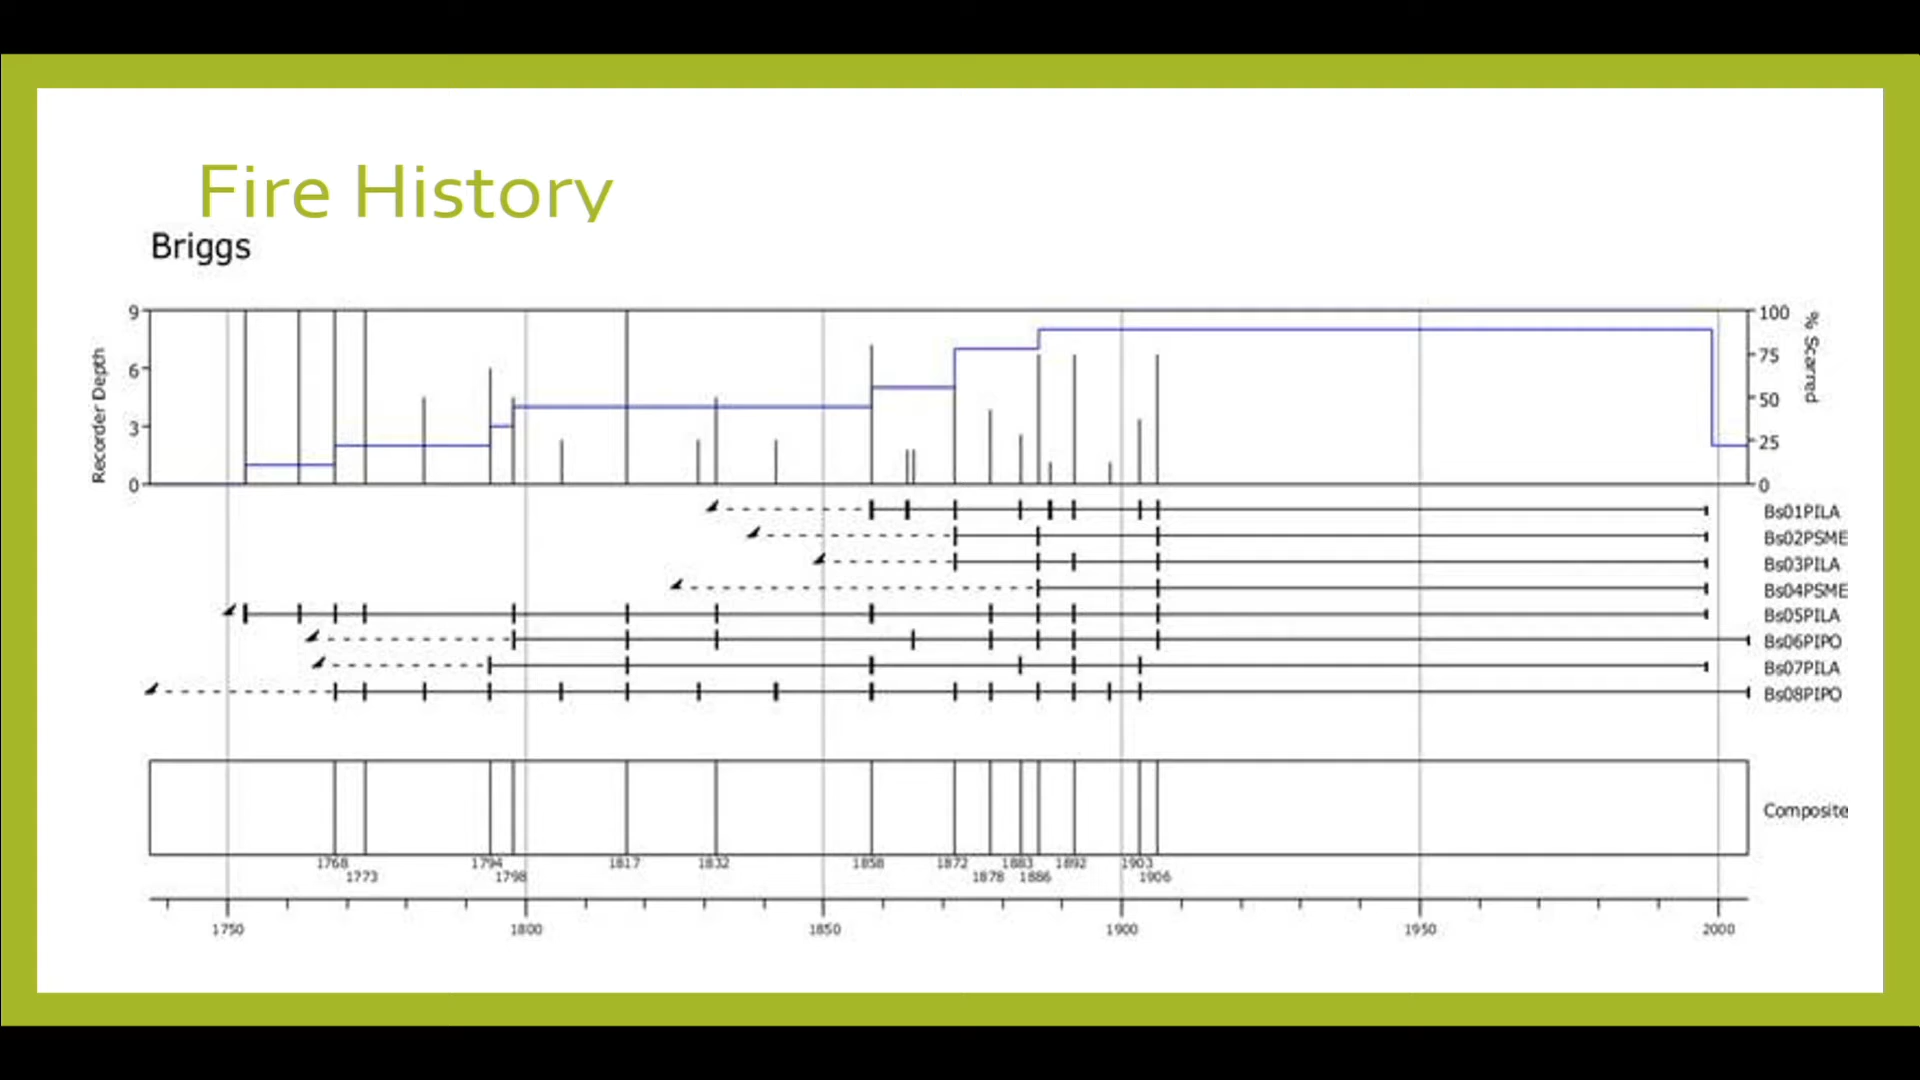 Fire History
Briggs
9
6
3
0
Recorder Depth
100
75
50
25
0
% Scarred
Bs01PILA
Bs02PSME
Bs03PILA
Bs04PSME
Bs05PILA
Bs06PIPO
Bs07PILA
Bs08PIPO
Composite
1768 1794 1817 1832 1858 1872 1883 1892 1903
1773 1798 1878 1886 1906
1750 1800 1850 1900 1950 2000